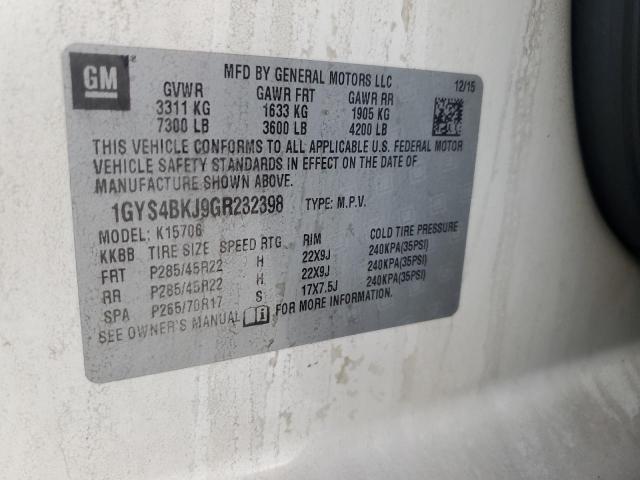 GM
MFD BY GENERAL MOTORS LLC
12/15
GVWR GAWR FRT GAWR RR
3311 KG 1633 KG 1905 KG
7300 LB 3600 LB 4200 LB
THIS VEHICLE CONFORMS TO ALL APPLICABLE U.S. FEDERAL MOTOR
VEHICLE SAFETY STANDARDS IN EFFECT ON THE DATE OF
MANUFACTURE SHOWN ABOVE.
1GYS4BKJ9GR232398 TYPE: M.P.V.
MODEL: K15706
KKBB TIRE SIZE SPEED RTG RIM COLD TIRE PRESSURE
FRT P285/45R22 H 22X9J 240KPA(35PSI)
RR P285/45R22 H 22X9J 240KPA(35PSI)
SPA P265/70R17 S 17X7.5J 240KPA(35PSI)
SEE OWNER'S MANUAL FOR MORE INFORMATION.